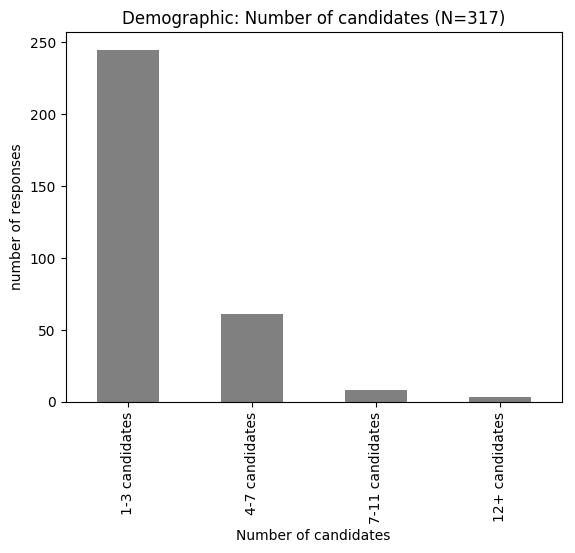 Demographic: Number of candidates (N=317)
number of responses
250
200
150
100
50
0
1-3 candidates
4-7 candidates
7-11 candidates
12+ candidates
Number of candidates